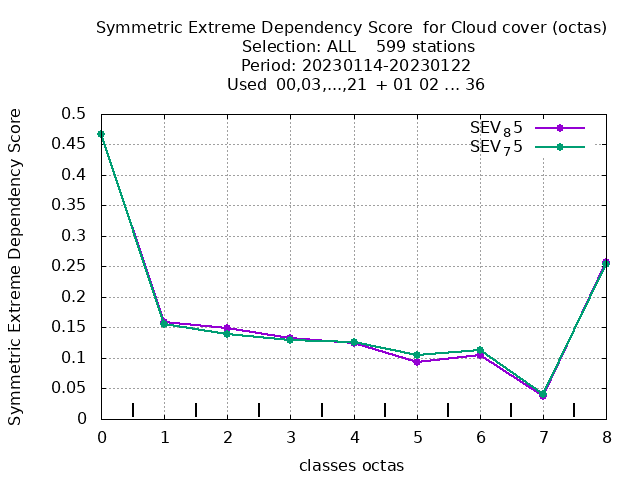 Symmetric Extreme Dependency Score  for Cloud cover (octas)
Selection: ALL    599 stations
Period: 20230114-20230122
Used  00,03,...,21  + 01 02 ... 36
Symmetric Extreme Dependency Score
0.5
0.45
0.4
0.35
0.3
0.25
0.2
0.15
0.1
0.05
0
SEV₈5
SEV₇5
0 1 2 3 4 5 6 7 8
classes octas